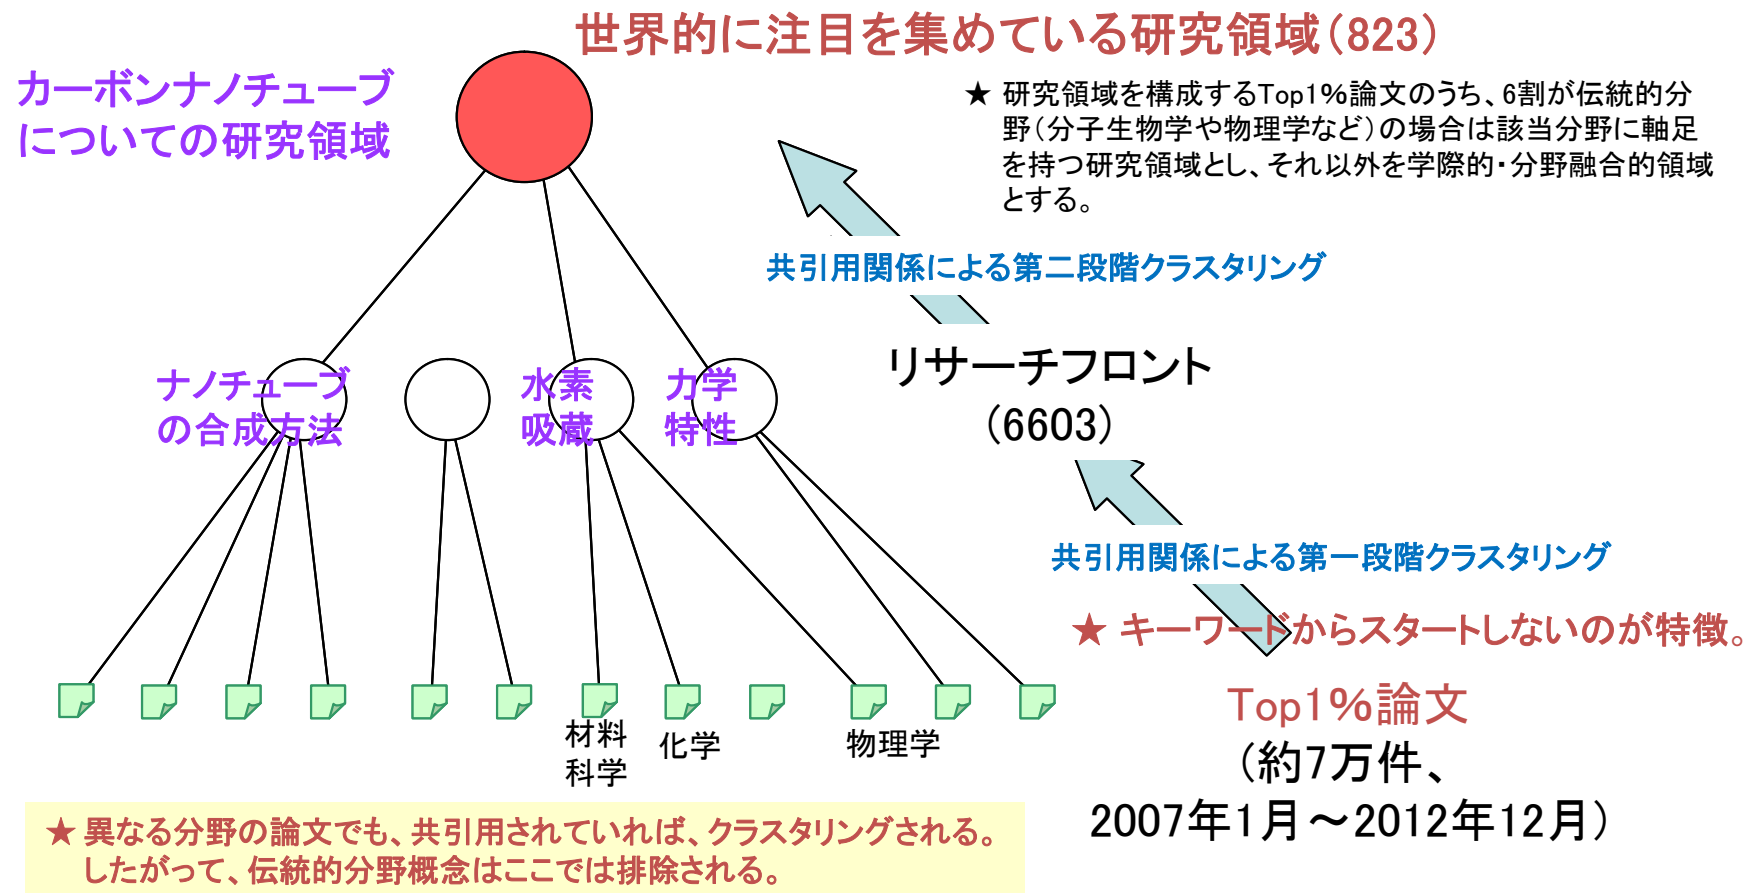 世界的に注目を集めている研究領域(823)
カーボンナノチューブ
についての研究領域
★ 研究領域を構成するTop1%論文のうち、6割が伝統的分
野(分子生物学や物理学など)の場合は該当分野に軸足
を持つ研究領域とし、それ以外を学際的・分野融合的領域
とする。
共引用関係による第二段階クラスタリング
リサーチフロント
(6603)
ナノチューブ
の合成方法
水素
吸蔵
力学
特性
共引用関係による第一段階クラスタリング
★ キーワードからスタートしないのが特徴。
Top1%論文
(約7万件、
2007年1月~2012年12月)
材料
科学
化学
物理学
★ 異なる分野の論文でも、共引用されていれば、クラスタリングされる。
したがって、伝統的分野概念はここでは排除される。